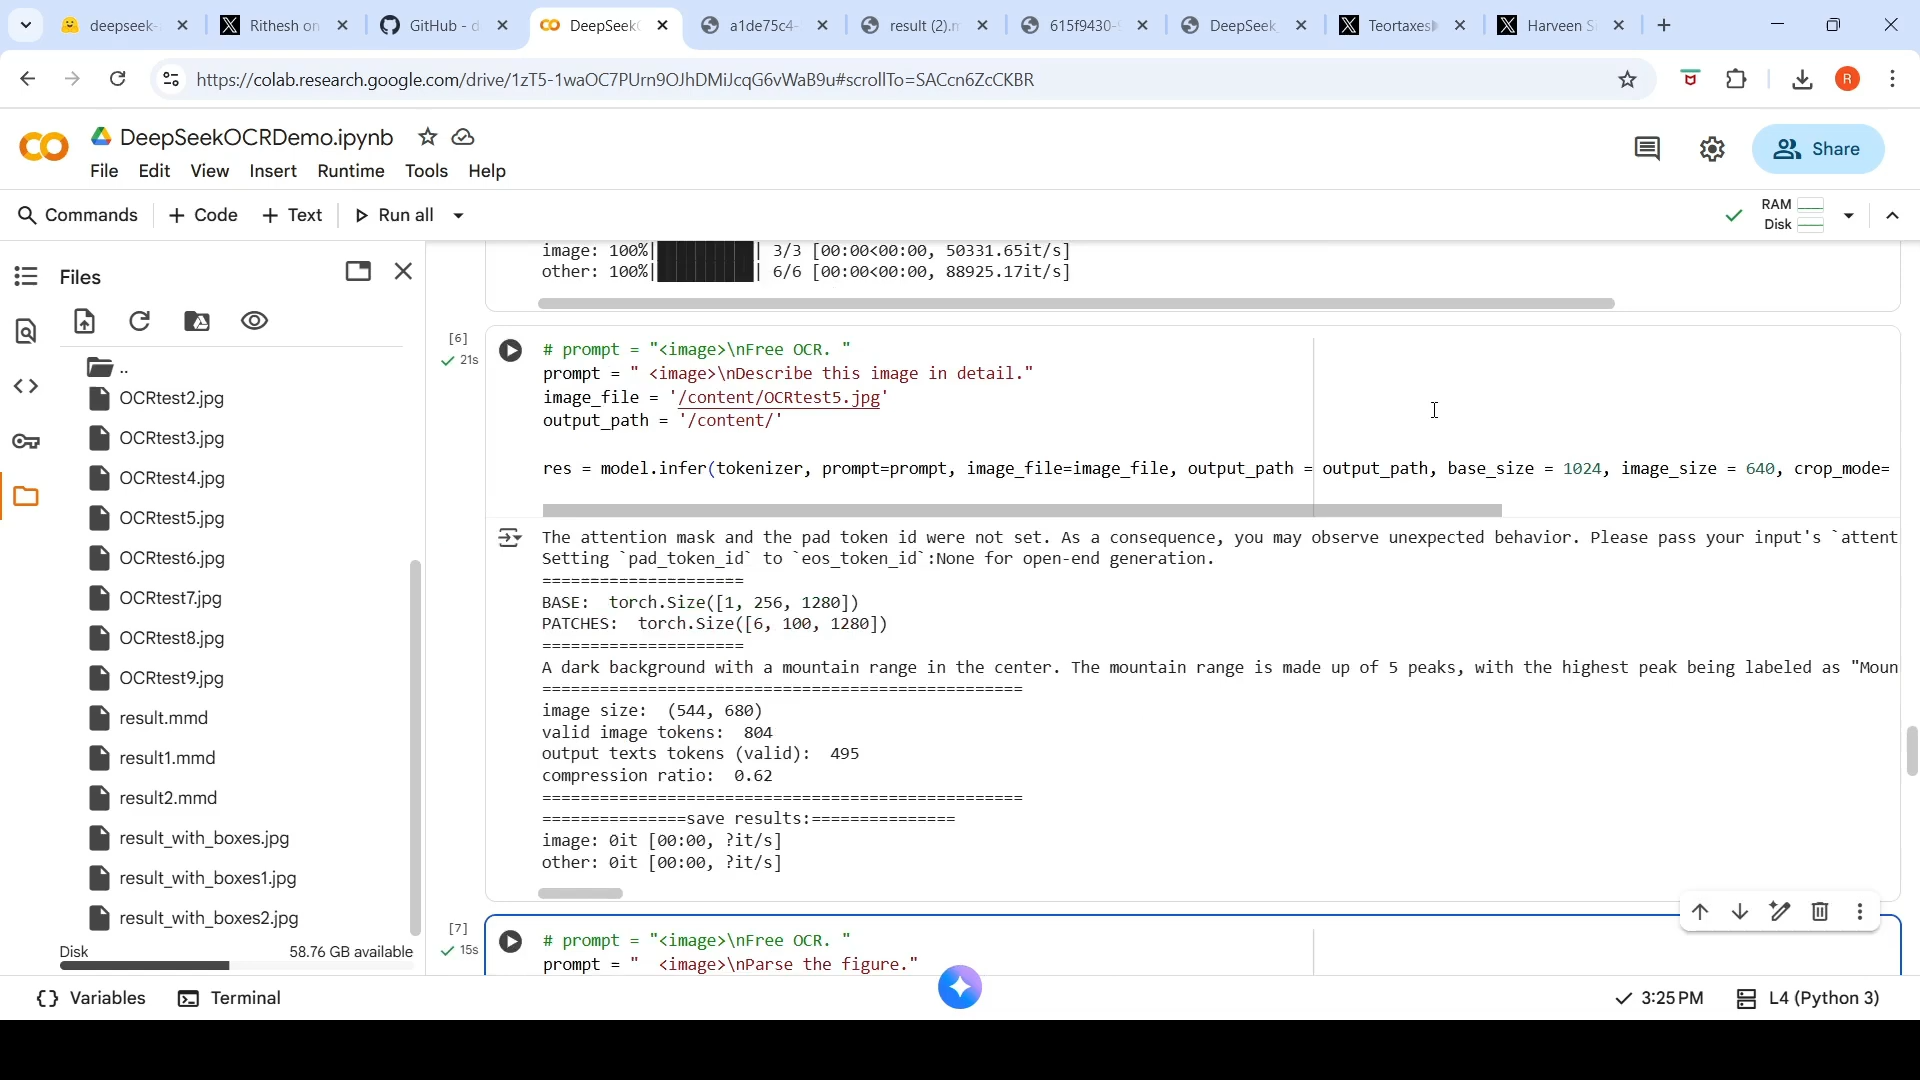 deepseek-
Rithesh on
GitHub - d
DeepSeekO
a1de75c4-
result (2).m
615f9430-9
DeepSeek_
Teortaxes
Harveen S
https://colab.research.google.com/drive/1zT5-1waOC7PUrn9OJhDMiJcqG6vWaB9u#scrollTo=SACcn6ZcCKBR
R
DeepSeekOCRDemo.ipynb
File Edit View Insert Runtime Tools Help
Share
Commands + Code + Text Run all
RAM
Disk
Files
..
OCRtest2.jpg
OCRtest3.jpg
OCRtest4.jpg
OCRtest5.jpg
OCRtest6.jpg
OCRtest7.jpg
OCRtest8.jpg
OCRtest9.jpg
result.mmd
result1.mmd
result2.mmd
result_with_boxes.jpg
result_with_boxes1.jpg
result_with_boxes2.jpg
Disk 58.76 GB available
image: 100%|██████████| 3/3 [00:00<00:00, 50331.65it/s]
other: 100%|██████████| 6/6 [00:00<00:00, 88925.17it/s]
[6]
21s
# prompt = "<image>\nFree OCR. "
prompt = " <image>\nDescribe this image in detail."
image_file = '/content/OCRtest5.jpg'
output_path = '/content/'
res = model.infer(tokenizer, prompt=prompt, image_file=image_file, output_path = output_path, base_size = 1024, image_size = 640, crop_mode=
The attention mask and the pad token id were not set. As a consequence, you may observe unexpected behavior. Please pass your input's `attent
Setting `pad_token_id` to `eos_token_id`:None for open-end generation.
=====================
BASE:  torch.Size([1, 256, 1280])
PATCHES:  torch.Size([6, 100, 1280])
=====================
A dark background with a mountain range in the center. The mountain range is made up of 5 peaks, with the highest peak being labeled as "Moun
==================================================
image size:  (544, 680)
valid image tokens:  804
output texts tokens (valid):  495
compression ratio:  0.62
==================================================
===============save results:===============
image: 0it [00:00, ?it/s]
other: 0it [00:00, ?it/s]
[7]
15s
# prompt = "<image>\nFree OCR. "
prompt = "  <image>\nParse the figure."
Variables Terminal
3:25 PM L4 (Python 3)